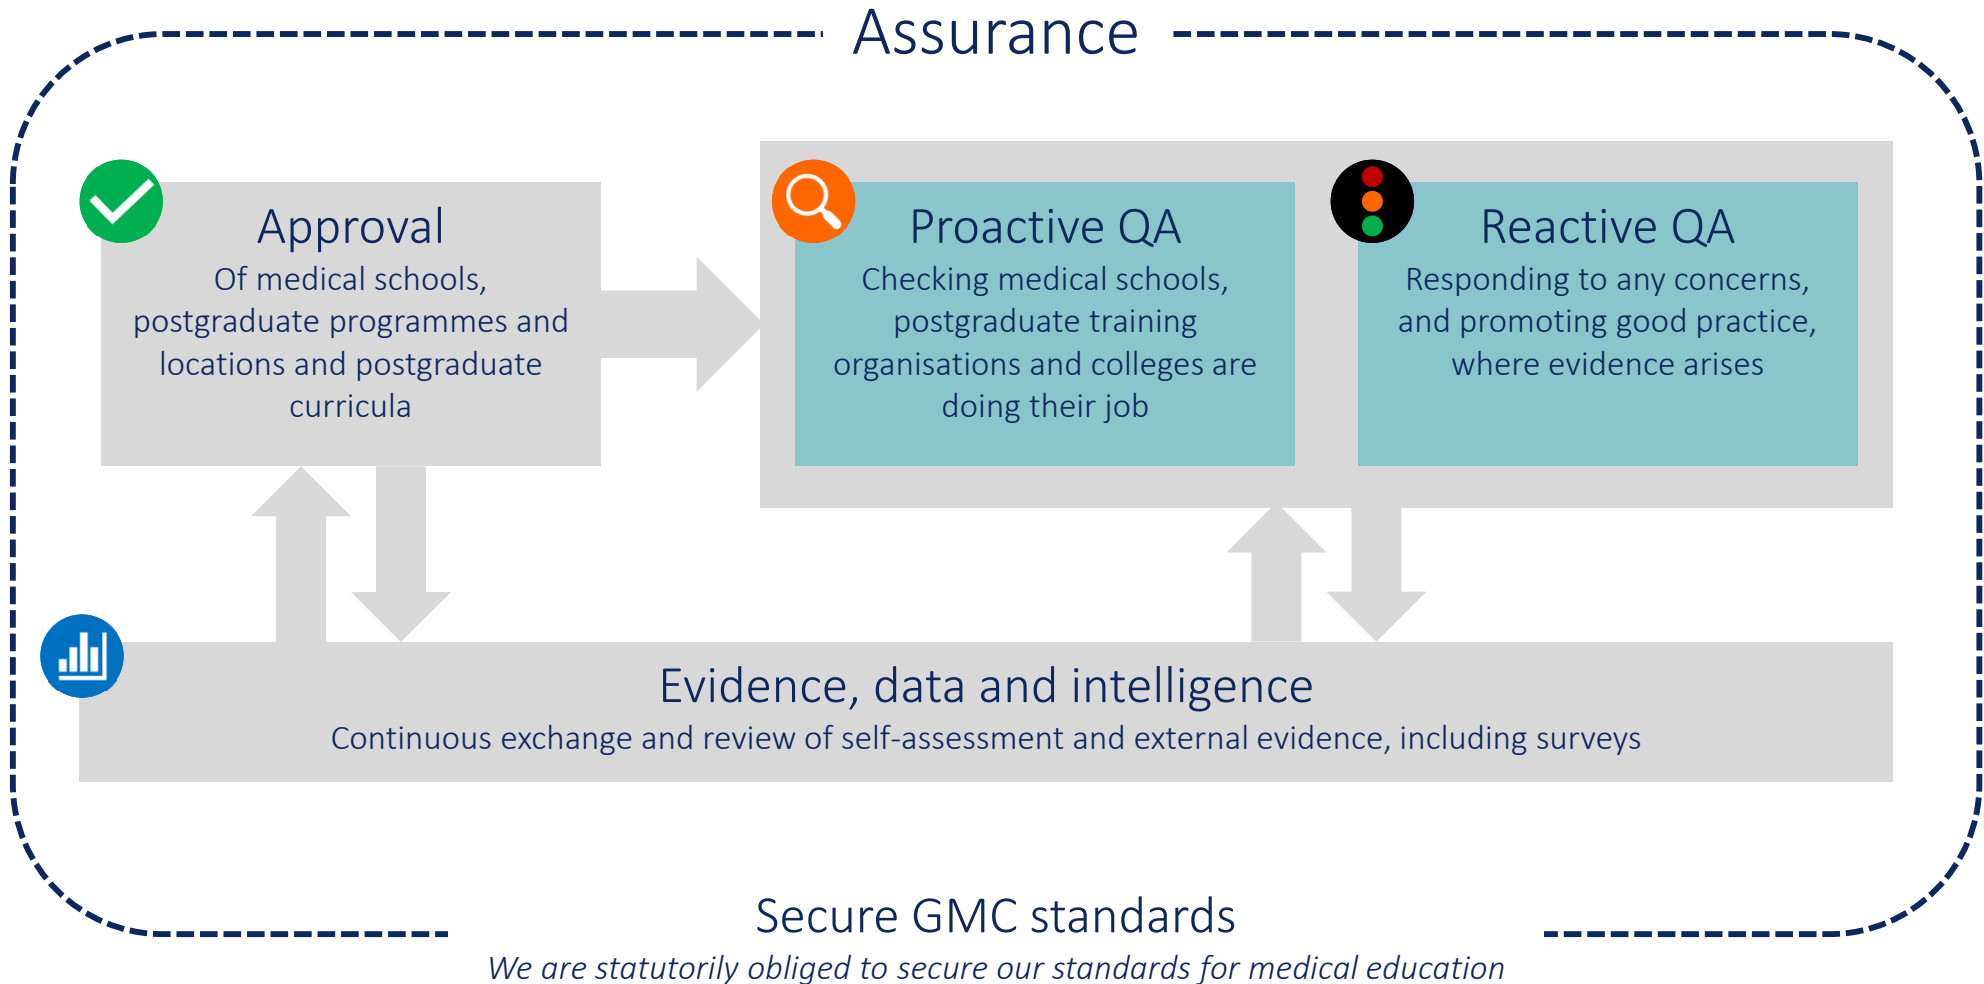 Assurance
Approval
Of medical schools,
postgraduate programmes and
locations and postgraduate
curricula
Proactive QA
Checking medical schools,
postgraduate training
organisations and colleges are
doing their job
Reactive QA
Responding to any concerns,
and promoting good practice,
where evidence arises
Evidence, data and intelligence
Continuous exchange and review of self-assessment and external evidence, including surveys
Secure GMC standards
We are statutorily obliged to secure our standards for medical education